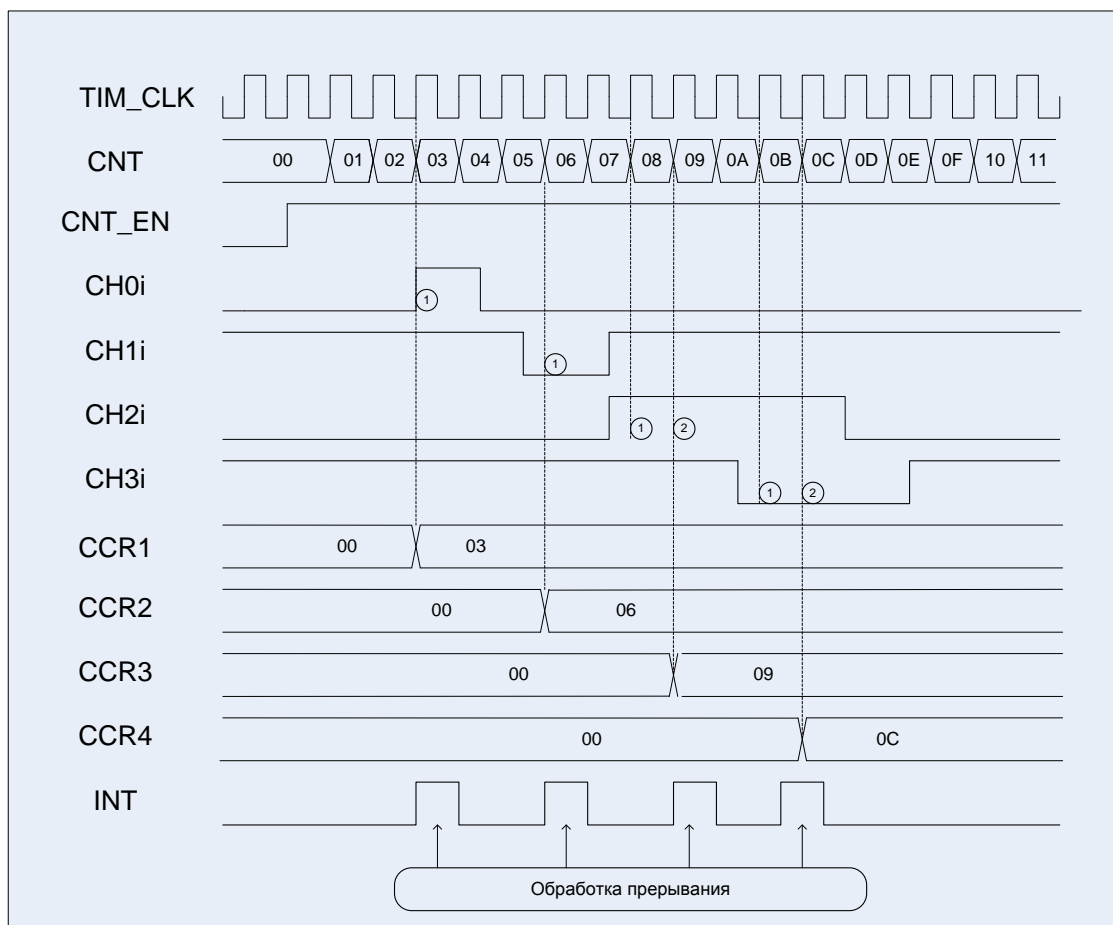 TIM_CLK
CNT 00 01 02 03 04 05 06 07 08 09 0A 0B 0C 0D 0E 0F 10 11
CNT_EN
CH0i 1
CH1i 1
CH2i 1 2
CH3i 1 2
CCR1 00 03
CCR2 00 06
CCR3 00 09
CCR4 00 0C
INT
Обработка прерывания